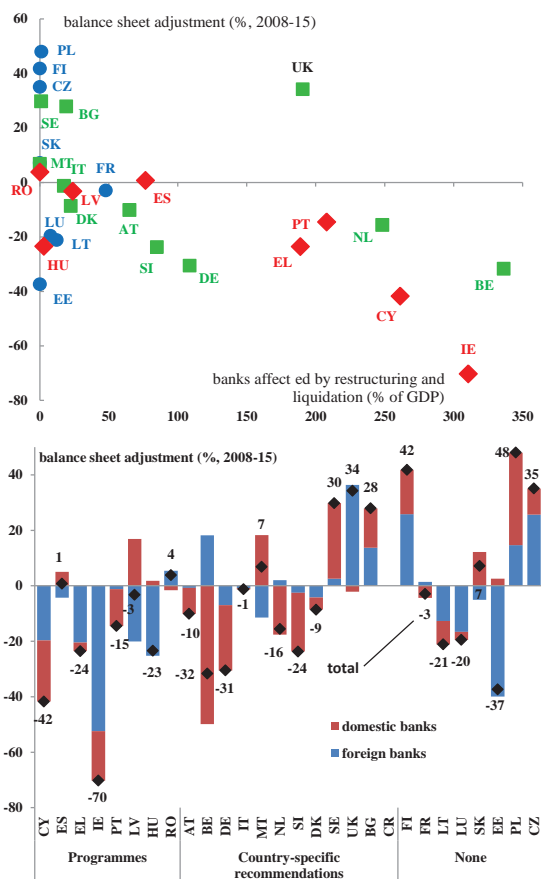 balance sheet adjustment (%, 2008-15)
60
40
20
0
-20
-40
-60
-80
PL
FI
CZ
SE
BG
UK
SK
MT
IT
FR
RO
LV
ES
DK
LU
LT
AT
HU
SI
DE
EE
PT
EL
NL
CY
BE
IE
banks affect ed by restructuring and
liquidation (% of GDP)
0 50 100 150 200 250 300 350
balance sheet adjustment (%, 2008-15)
40
20
0
-20
-40
-60
-80
-42
1
-24
-70
-15
-3
-23
4
-10
-32
-31
-1
7
-16
-24
-9
30
34
28
42
-3
-21
-20
7
-37
48
35
total
domestic banks
foreign banks
CY ES EL IE PT LV HU RO AT BE DE IT MT NL SI DK SE UK BG CR FI FR LT LU SK EE PL CZ
Programmes
Country-specific
recommendations
None